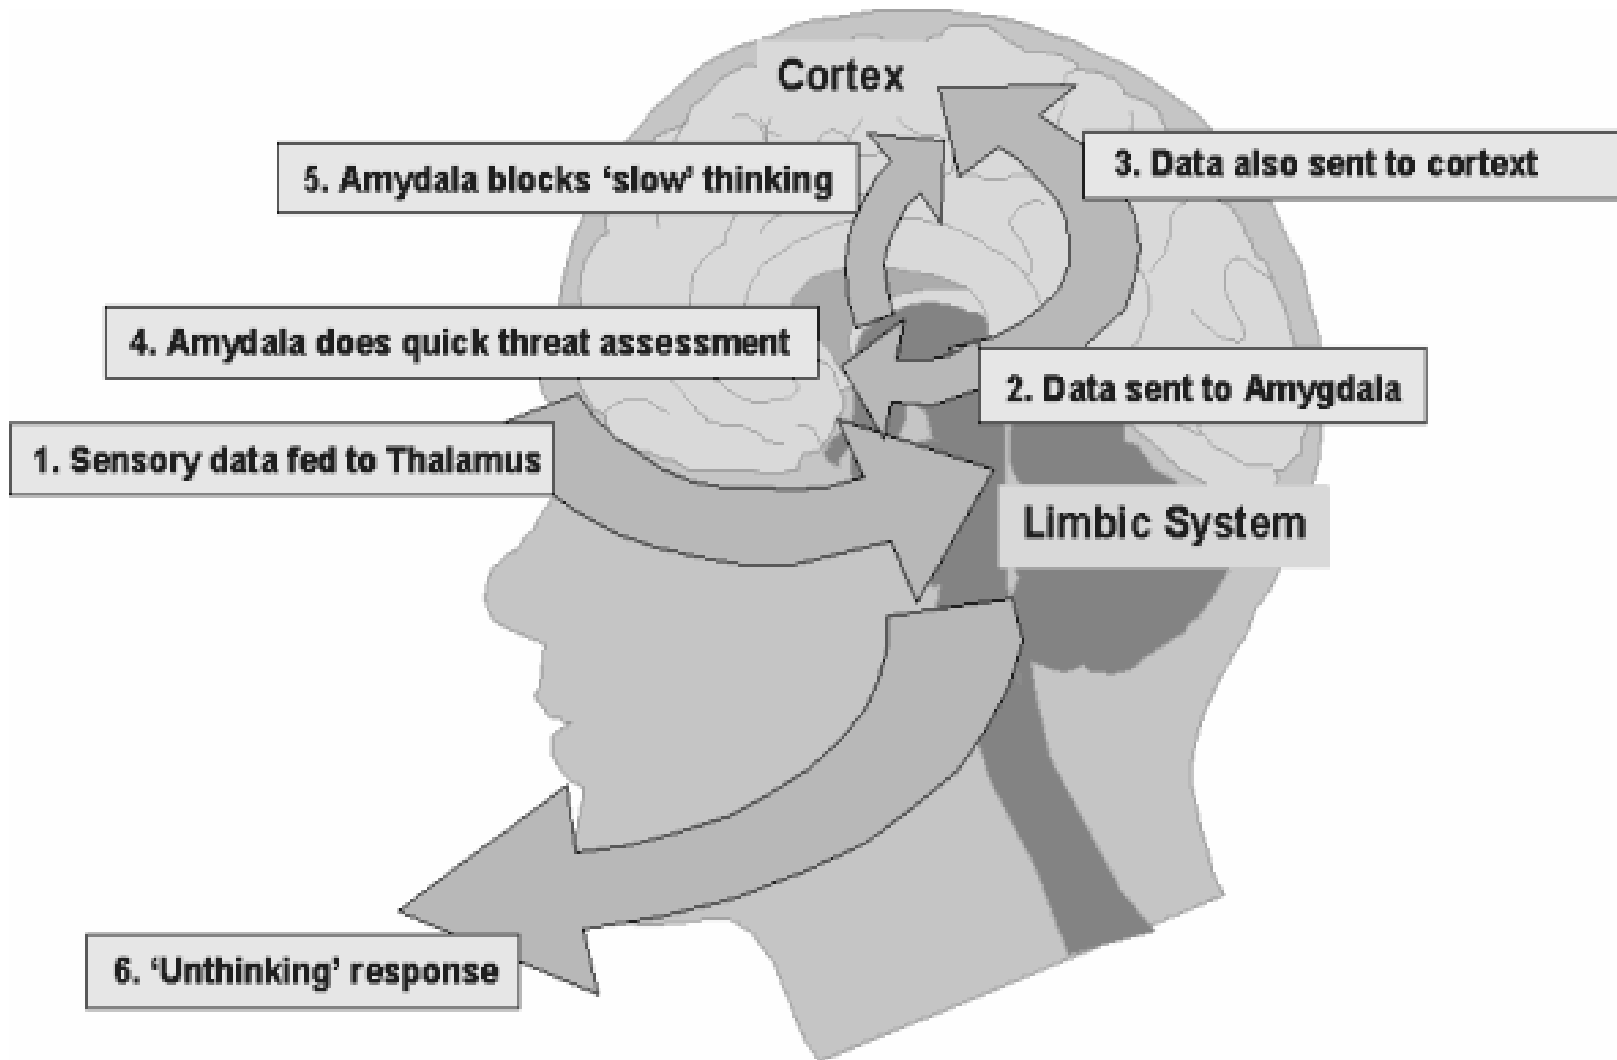 Cortex
5. Amydala blocks ‘slow’ thinking
3. Data also sent to cortext
4. Amydala does quick threat assessment
2. Data sent to Amygdala
1. Sensory data fed to Thalamus
Limbic System
6. ‘Unthinking’ response